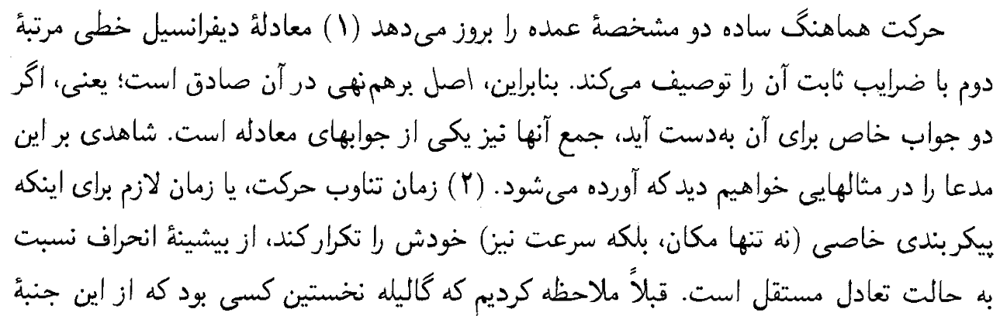 حرکت هماهنگ ساده دو مشخصهٔ عمده را بروز می‌دهد (۱) معادلهٔ دیفرانسیل خطی مرتبهٔ
دوم با ضرایب ثابت آن را توصیف می‌کند. بنابراین، اصل برهم‌نهی در آن صادق است؛ یعنی، اگر
دو جواب خاص برای آن به‌دست آید، جمع آنها نیز یکی از جوابهای معادله است. شاهدی بر این
مدعا را در مثالهایی خواهیم دید که آورده می‌شود. (۲) زمان تناوب حرکت، یا زمان لازم برای اینکه
پیکربندی خاصی (نه تنها مکان، بلکه سرعت نیز) خودش را تکرار کند، از بیشینهٔ انحراف نسبت
به حالت تعادل مستقل است. قبلاً ملاحظه کردیم که گالیله نخستین کسی بود که از این جنبهٔ